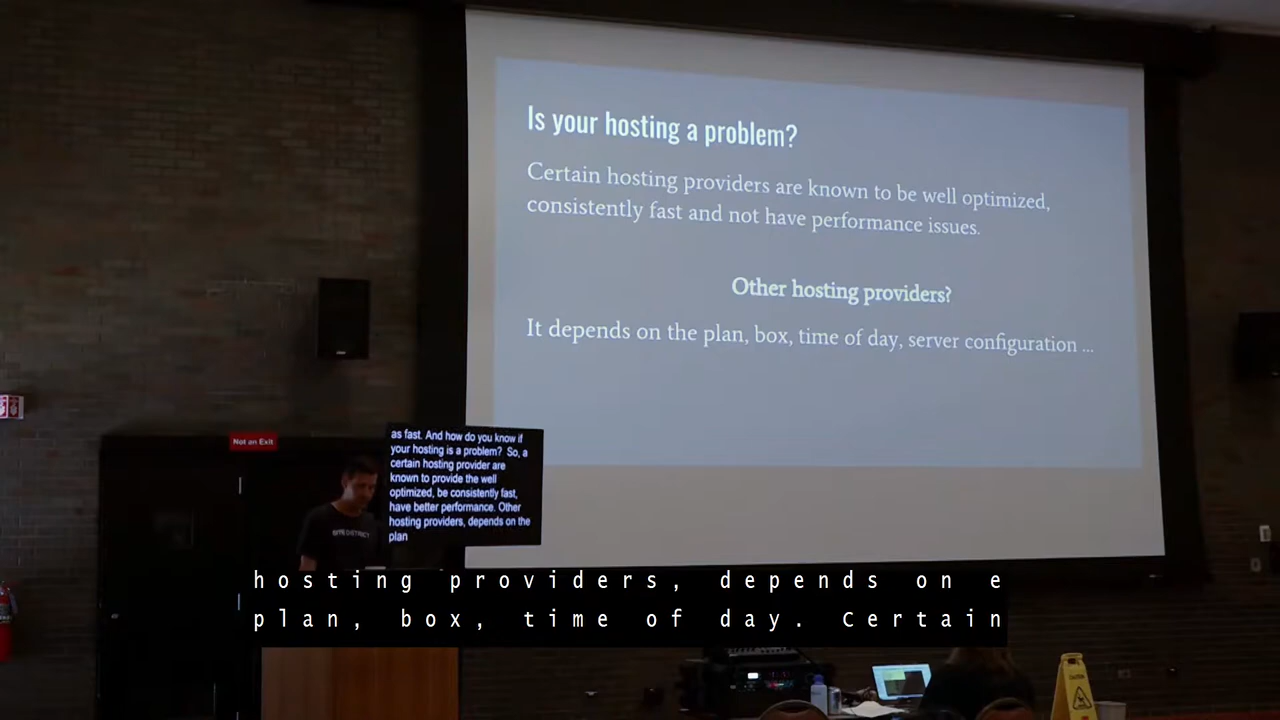 Is your hosting a problem?
Certain hosting providers are known to be well optimized,
consistently fast and not have performance issues.
Other hosting providers?
It depends on the plan, box, time of day, server configuration ...
Not an Exit
as fast. And how do you know if
your hosting is a problem? So, a
certain hosting provider are
known to provide the well
optimized, be consistently fast,
have better performance. Other
hosting providers, depends on the
plan
BYTE DISTRICT
hosting providers, depends on e
plan, box, time of day. Certain
CAUTION